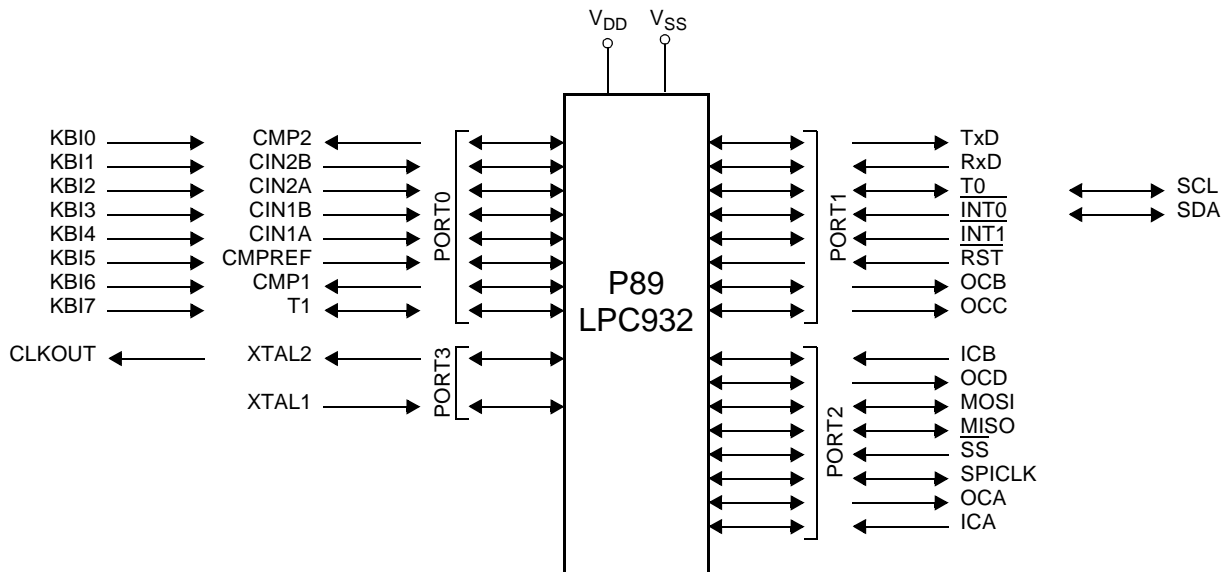 VDD VSS
KBI0 CMP2 TxD
KBI1 CIN2B RxD
KBI2 CIN2A T0 SCL
KBI3 CIN1B INT0 SDA
KBI4 CIN1A INT1
KBI5 CMPREF RST
KBI6 CMP1 OCB
KBI7 T1 OCC
PORT0
PORT1
P89
LPC932
CLKOUT XTAL2 ICB
OCD
XTAL1 MOSI
MISO
SS
SPICLK
OCA
ICA
PORT3
PORT2